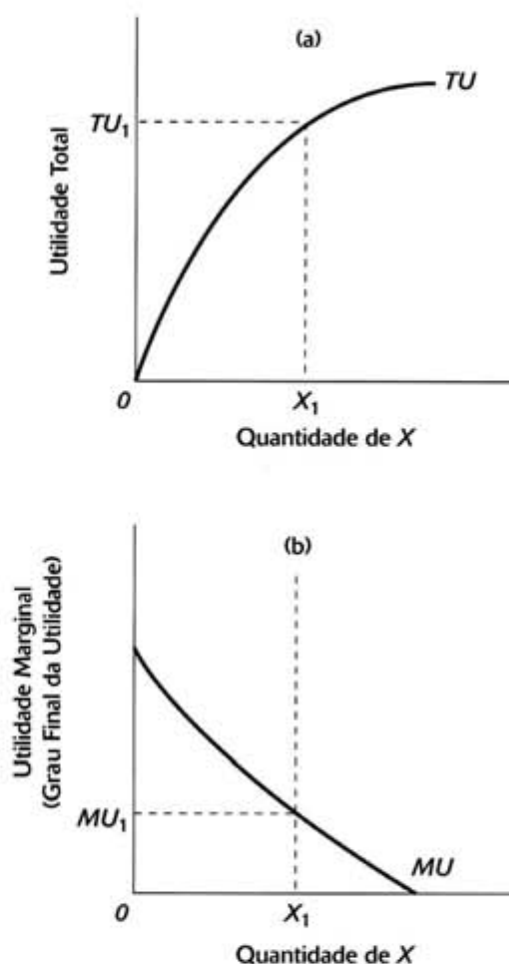 (a)
TU
TU₁
Utilidade Total
0
X₁
Quantidade de X
(b)
Utilidade Marginal
(Grau Final da Utilidade)
MU₁
MU
0
X₁
Quantidade de X